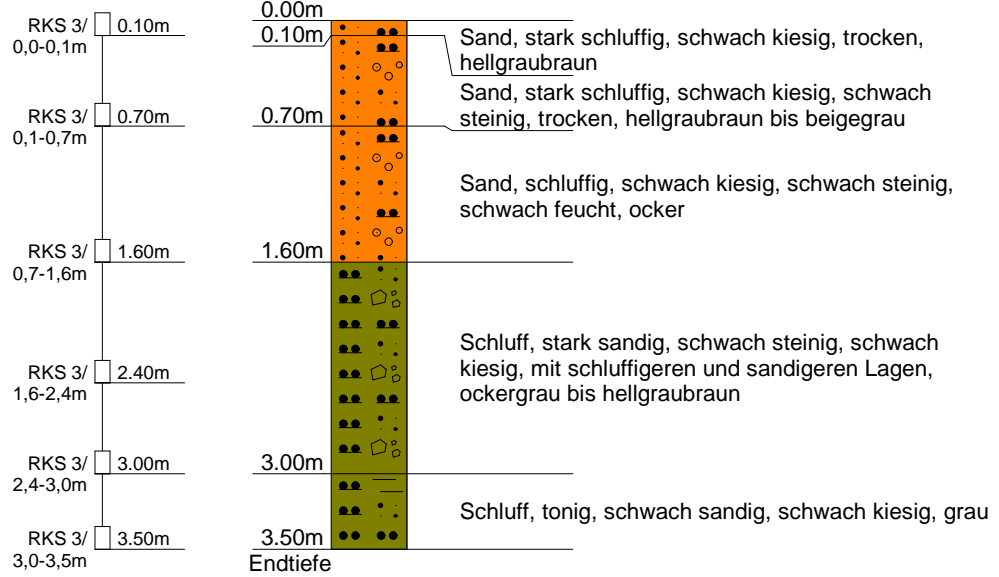 RKS 3/
0,0-0,1m
0.10m
RKS 3/
0,1-0,7m
0.70m
RKS 3/
0,7-1,6m
1.60m
RKS 3/
1,6-2,4m
2.40m
RKS 3/
2,4-3,0m
3.00m
RKS 3/
3,0-3,5m
3.50m
0.00m
0.10m
0.70m
1.60m
3.00m
3.50m
Endtiefe
Sand, stark schluffig, schwach kiesig, trocken,
hellgraubraun
Sand, stark schluffig, schwach kiesig, schwach
steinig, trocken, hellgraubraun bis beigegrau
Sand, schluffig, schwach kiesig, schwach steinig,
schwach feucht, ocker
Schluff, stark sandig, schwach steinig, schwach
kiesig, mit schluffigeren und sandigeren Lagen,
ockergrau bis hellgraubraun
Schluff, tonig, schwach sandig, schwach kiesig, grau